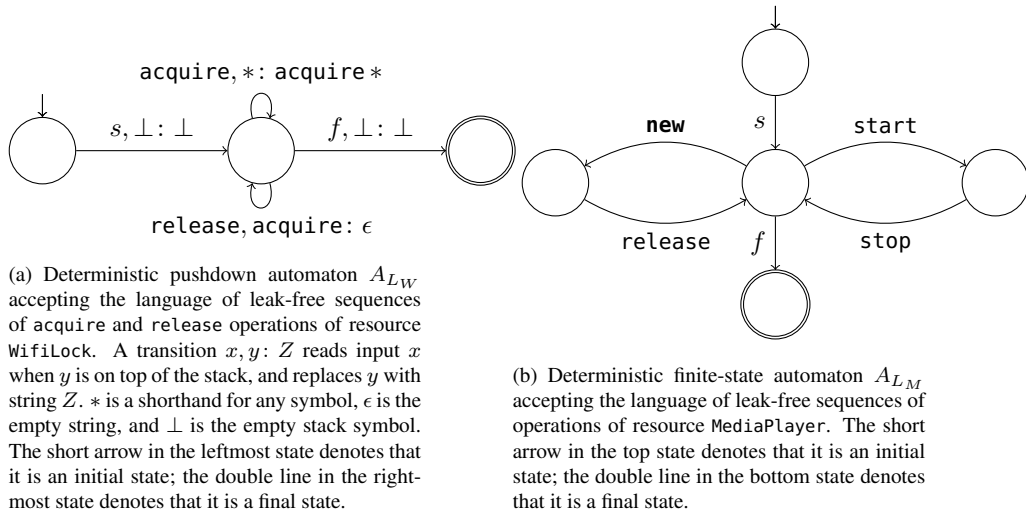 acquire, *: acquire *
s, ⊥: ⊥
f, ⊥: ⊥
release, acquire: ϵ
(a) Deterministic pushdown automaton A_{L_W}
accepting the language of leak-free sequences
of acquire and release operations of resource
WifiLock. A transition x, y: Z reads input x
when y is on top of the stack, and replaces y with
string Z. * is a shorthand for any symbol, ϵ is the
empty string, and ⊥ is the empty stack symbol.
The short arrow in the leftmost state denotes that
it is an initial state; the double line in the right-
most state denotes that it is a final state.
s
new
start
release
stop
f
(b) Deterministic finite-state automaton A_{L_M}
accepting the language of leak-free sequences of
operations of resource MediaPlayer. The short
arrow in the top state denotes that it is an initial
state; the double line in the bottom state denotes
that it is a final state.